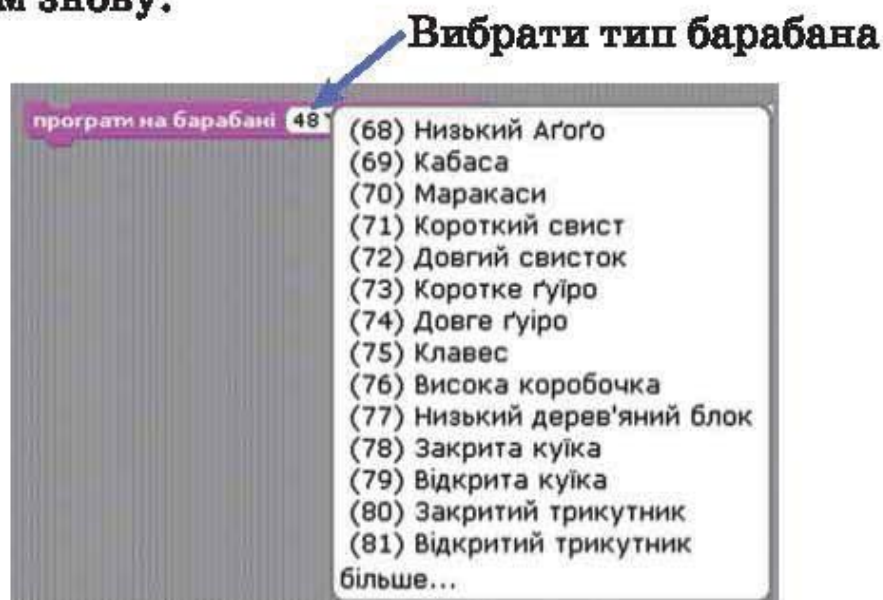 м знову.
Вибрати тип барабана
програти на барабані 48
(68) Низький Аґоґо
(69) Кабаса
(70) Маракаси
(71) Короткий свист
(72) Довгий свисток
(73) Коротке ґуїро
(74) Довге ґуіро
(75) Клавес
(76) Висока коробочка
(77) Низький дерев'яний блок
(78) Закрита куїка
(79) Відкрита куїка
(80) Закритий трикутник
(81) Відкритий трикутник
більше...